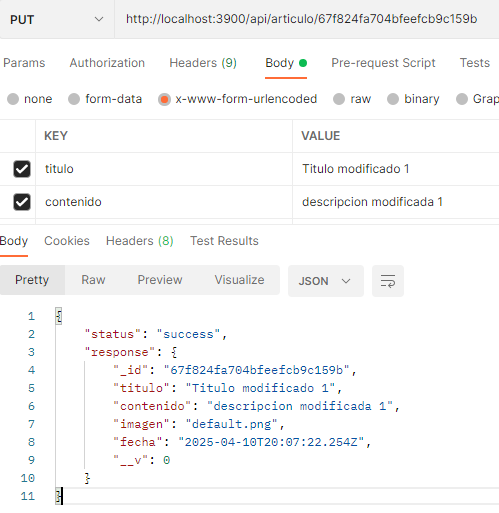 PUT http://localhost:3900/api/articulo/67f824fa704bfeefcb9c159b
Params Authorization Headers (9) Body Pre-request Script Tests
none form-data x-www-form-urlencoded raw binary Grap
KEY VALUE
titulo Titulo modificado 1
contenido descripcion modificada 1
Body Cookies Headers (8) Test Results
Pretty Raw Preview Visualize JSON
1 {
2 "status": "success",
3 "response": {
4 "_id": "67f824fa704bfeefcb9c159b",
5 "titulo": "Titulo modificado 1",
6 "contenido": "descripcion modificada 1",
7 "imagen": "default.png",
8 "fecha": "2025-04-10T20:07:22.254Z",
9 "__v": 0
10 }
11 }